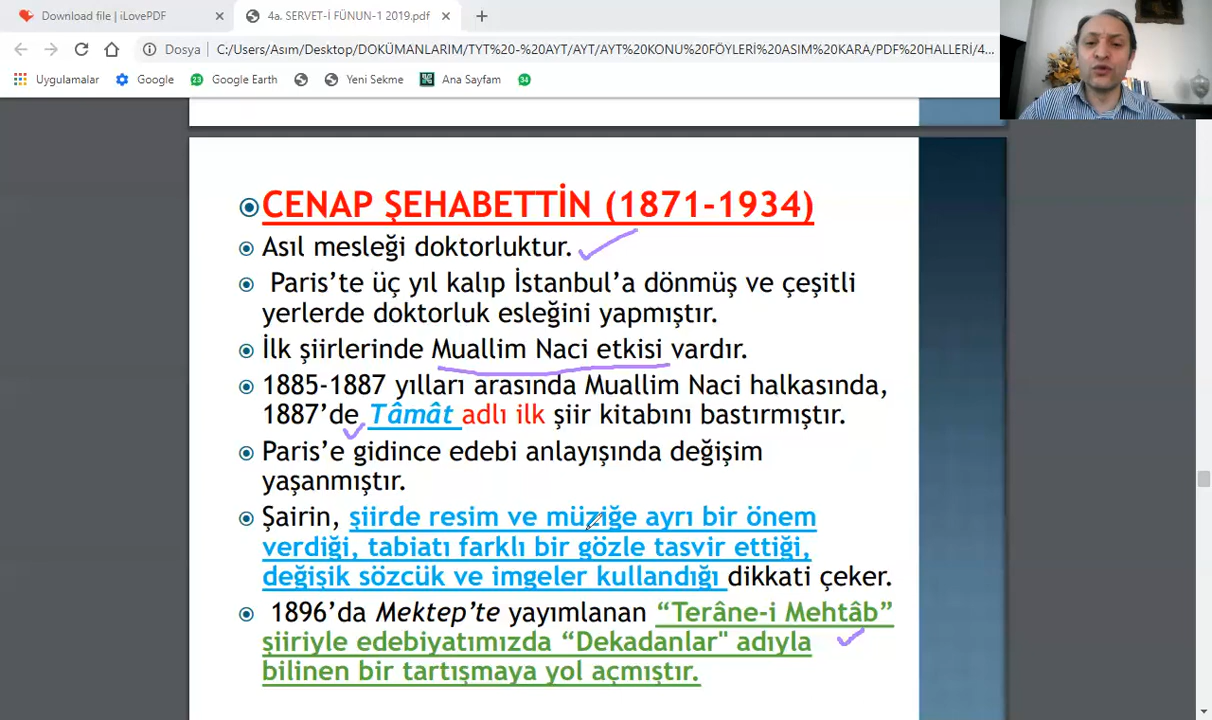 Download file | iLovePDF
4a. SERVET-İ FÜNUN-1 2019.pdf
Dosya
C:/Users/Asım/Desktop/DOKÜMANLARIM/TYT%20-%20AYT/AYT/AYT%20KONU%20FÖYLERİ%20ASIM%20KARA/PDF%20HALLERİ/4...
Uygulamalar
Google
23
Google Earth
Yeni Sekme
Ana Sayfam
34
CENAP ŞEHABETTİN (1871-1934)
Asıl mesleği doktorluktur.
Paris’te üç yıl kalıp İstanbul’a dönmüş ve çeşitli
yerlerde doktorluk esleğini yapmıştır.
İlk şiirlerinde Muallim Naci etkisi vardır.
1885-1887 yılları arasında Muallim Naci halkasında,
1887’de Tâmât adlı ilk şiir kitabını bastırmıştır.
Paris’e gidince edebi anlayışında değişim
yaşanmıştır.
Şairin, şiirde resim ve müziğe ayrı bir önem
verdiği, tabiatı farklı bir gözle tasvir ettiği,
değişik sözcük ve imgeler kullandığı dikkati çeker.
1896’da Mektep’te yayımlanan “Terâne-i Mehtâb”
şiiriyle edebiyatımızda “Dekadanlar" adıyla
bilinen bir tartışmaya yol açmıştır.